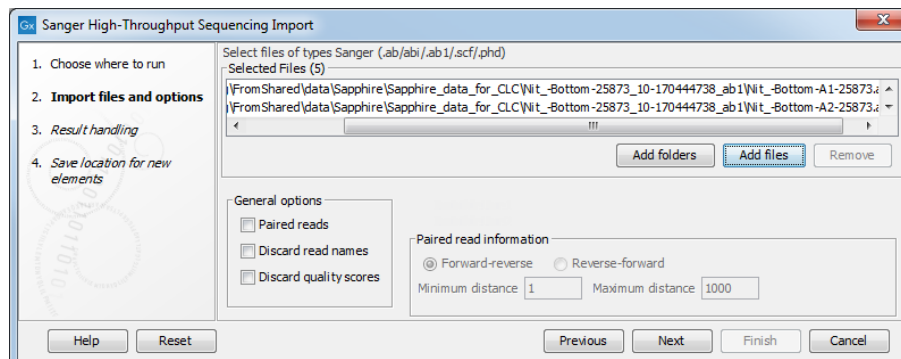 Gx Sanger High-Throughput Sequencing Import
1. Choose where to run
2. Import files and options
3. Result handling
4. Save location for new
elements
Select files of types Sanger (.ab/abi/.ab1/.scf/.phd)
Selected Files (5)
\FromShared\data\Sapphire\Sapphire_data_for_CLC\Nit_-Bottom-25873_10-170444738_ab1\Nit_-Bottom-A1-25873.a
\FromShared\data\Sapphire\Sapphire_data_for_CLC\Nit_-Bottom-25873_10-170444738_ab1\Nit_-Bottom-A2-25873.a
Add folders Add files Remove
General options
Paired reads
Discard read names
Discard quality scores
Paired read information
Forward-reverse Reverse-forward
Minimum distance 1 Maximum distance 1000
Help Reset Previous Next Finish Cancel